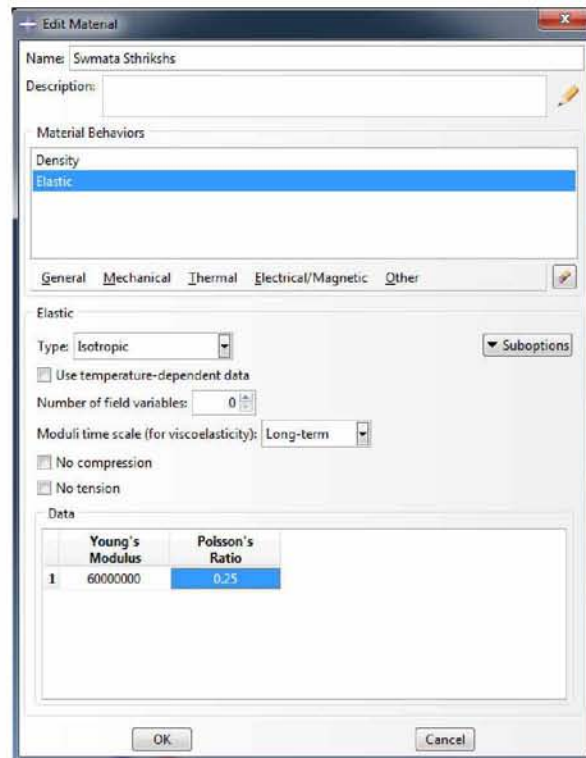 Edit Material
Name: Swmata Sthrikshs
Description:
Material Behaviors
Density
Elastic
General Mechanical Thermal Electrical/Magnetic Other
Elastic
Type: Isotropic
Suboptions
Use temperature-dependent data
Number of field variables: 0
Moduli time scale (for viscoelasticity): Long-term
No compression
No tension
Data
Young's Poisson's
Modulus Ratio
1 60000000 0.25
OK Cancel